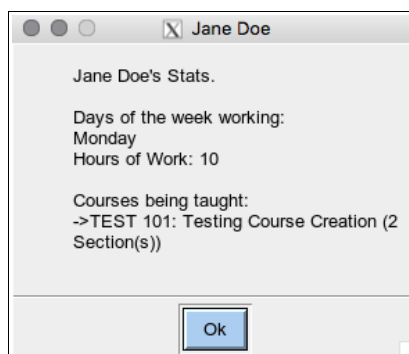 Jane Doe
Jane Doe's Stats.
Days of the week working:
Monday
Hours of Work: 10
Courses being taught:
->TEST 101: Testing Course Creation (2
Section(s))
Ok